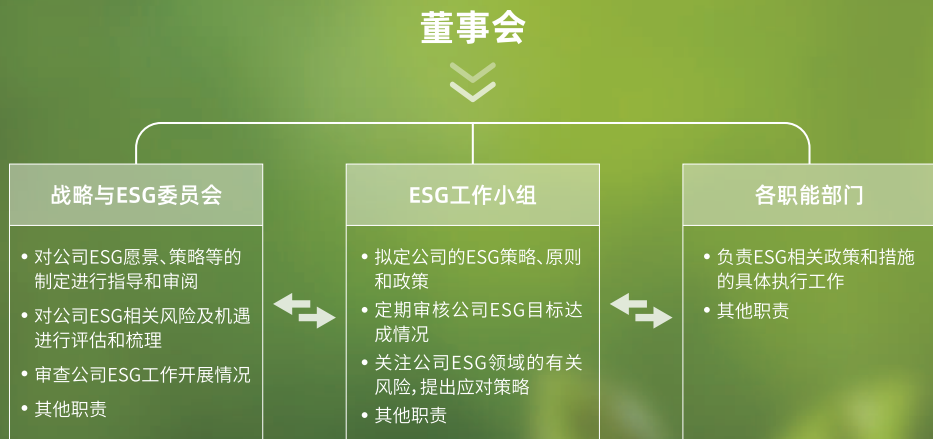 董事会
战略与ESG委员会
• 对公司ESG愿景、策略等的
制定进行指导和审阅
• 对公司ESG相关风险及机遇
进行评估和梳理
• 审查公司ESG工作开展情况
• 其他职责
ESG工作小组
• 拟定公司的ESG策略、原则
和政策
• 定期审核公司ESG目标达
成情况
• 关注公司ESG领域的有关
风险，提出应对策略
• 其他职责
各职能部门
• 负责ESG相关政策和措施
的具体执行工作
• 其他职责